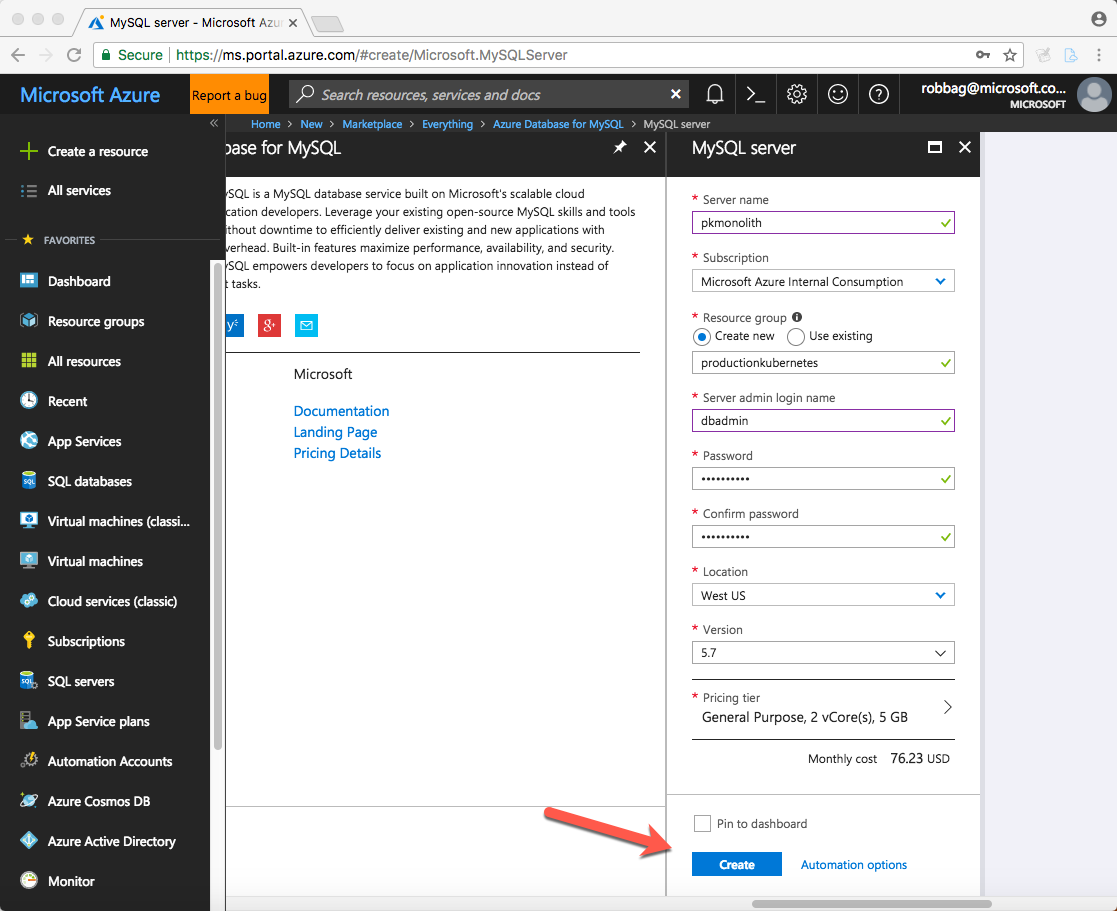 MySQL server - Microsoft Azu
Secure
https://ms.portal.azure.com/#create/Microsoft.MySQLServer
Microsoft Azure
Report a bug
Search resources, services and docs
robbag@microsoft.co...
MICROSOFT
Home > New > Marketplace > Everything > Azure Database for MySQL > MySQL server
Create a resource
All services
FAVORITES
Dashboard
Resource groups
All resources
Recent
App Services
SQL databases
Virtual machines (classi...
Virtual machines
Cloud services (classic)
Subscriptions
SQL servers
App Service plans
Automation Accounts
Azure Cosmos DB
Azure Active Directory
Monitor
base for MySQL
ySQL is a MySQL database service built on Microsoft's scalable cloud
ication developers. Leverage your existing open-source MySQL skills and tools
ithout downtime to efficiently deliver existing and new applications with
verhead. Built-in features maximize performance, availability, and security.
ySQL empowers developers to focus on application innovation instead of
t tasks.
Microsoft
Documentation
Landing Page
Pricing Details
MySQL server
* Server name
pkmonolith
* Subscription
Microsoft Azure Internal Consumption
* Resource group
Create new Use existing
productionkubernetes
* Server admin login name
dbadmin
* Password
••••••••••
* Confirm password
••••••••••
* Location
West US
* Version
5.7
* Pricing tier
General Purpose, 2 vCore(s), 5 GB
Monthly cost 76.23 USD
Pin to dashboard
Create
Automation options